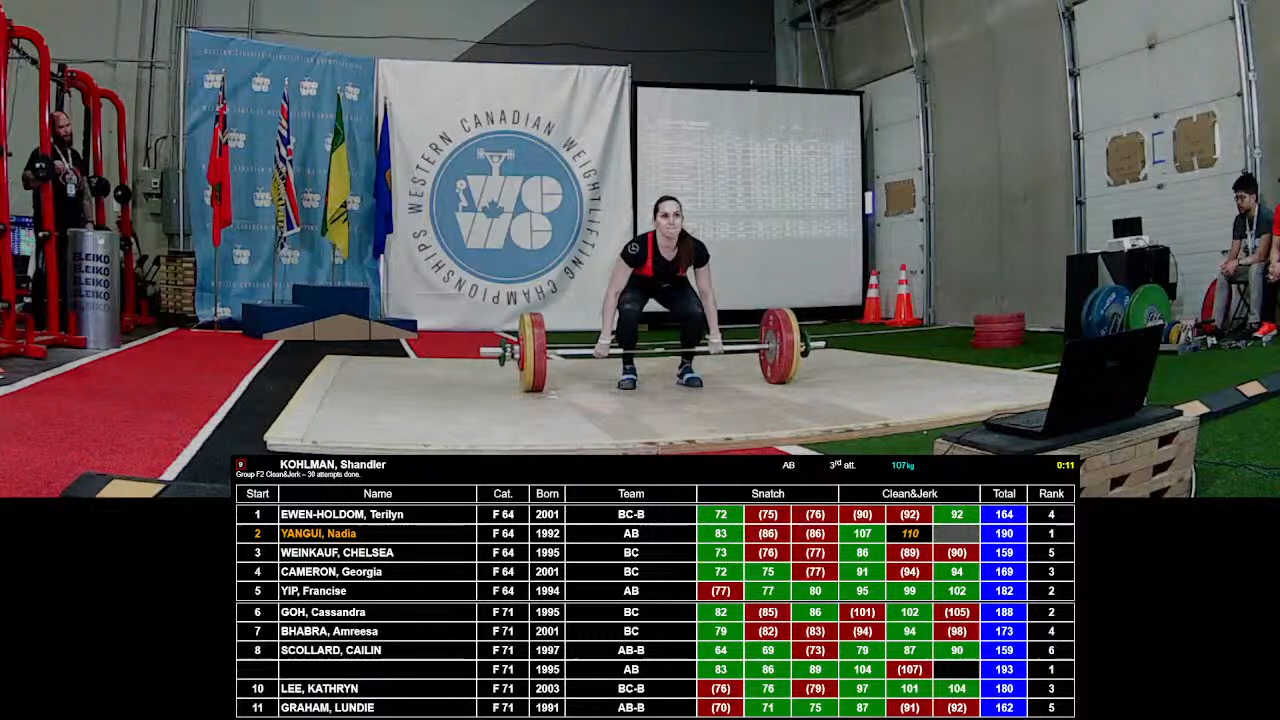 WESTERN CANADIAN WEIGHTLIFTING CHAMPIONSHIPS
WC
WC
ELEIKO
ELEIKO
ELEIKO
ELEIKO
9 KOHLMAN, Shandler AB 3rd att. 107kg 0:11
Group F2 Clean&Jerk – 30 attempts done.
Start Name Cat. Born Team Snatch Clean&Jerk Total Rank
1 EWEN-HOLDOM, Terilyn F 64 2001 BC-B 72 (75) (76) (90) (92) 92 164 4
2 YANGUI, Nadia F 64 1992 AB 83 (86) (86) 107 110 190 1
3 WEINKAUF, CHELSEA F 64 1995 BC 73 (76) (77) 86 (89) (90) 159 5
4 CAMERON, Georgia F 64 2001 BC 72 75 (77) 91 (94) 94 169 3
5 YIP, Francise F 64 1994 AB (77) 77 80 95 99 102 182 2
6 GOH, Cassandra F 71 1995 BC 82 (85) 86 (101) 102 (105) 188 2
7 BHABRA, Amreesa F 71 2001 BC 79 (82) (83) (94) 94 (98) 173 4
8 SCOLLARD, CAILIN F 71 1997 AB-B 64 69 (73) 79 87 90 159 6
F 71 1995 AB 83 86 89 104 (107) 193 1
10 LEE, KATHRYN F 71 2003 BC-B (76) 76 (79) 97 101 104 180 3
11 GRAHAM, LUNDIE F 71 1991 AB-B (70) 71 75 87 (91) (92) 162 5